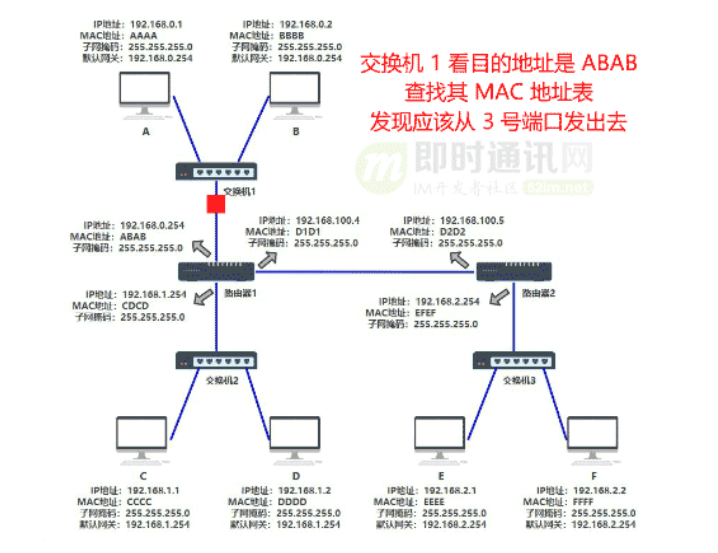 IP地址：192.168.0.1
MAC地址：AAAA
子网掩码：255.255.255.0
默认网关：192.168.0.254
A
IP地址：192.168.0.2
MAC地址：BBBB
子网掩码：255.255.255.0
默认网关：192.168.0.254
B
交换机 1 看目的地址是 ABAB
查找其 MAC 地址表
发现应该从 3 号端口发出去
即时通讯网
IM开发者社区 52im.net
交换机1
IP地址：192.168.0.254
MAC地址：ABAB
子网掩码：255.255.255.0
IP地址：192.168.100.4
MAC地址：D1D1
子网掩码：255.255.255.0
IP地址：192.168.100.5
MAC地址：D2D2
子网掩码：255.255.255.0
路由器1
路由器2
IP地址：192.168.1.254
MAC地址：CDCD
子网掩码：255.255.255.0
IP地址：192.168.2.254
MAC地址：EFEF
子网掩码：255.255.255.0
交换机2
交换机3
C
D
E
F
IP地址：192.168.1.1
MAC地址：CCCC
子网掩码：255.255.255.0
默认网关：192.168.1.254
IP地址：192.168.1.2
MAC地址：DDDD
子网掩码：255.255.255.0
默认网关：192.168.1.254
IP地址：192.168.2.1
MAC地址：EEEE
子网掩码：255.255.255.0
默认网关：192.168.2.254
IP地址：192.168.2.2
MAC地址：FFFF
子网掩码：255.255.255.0
默认网关：192.168.2.254